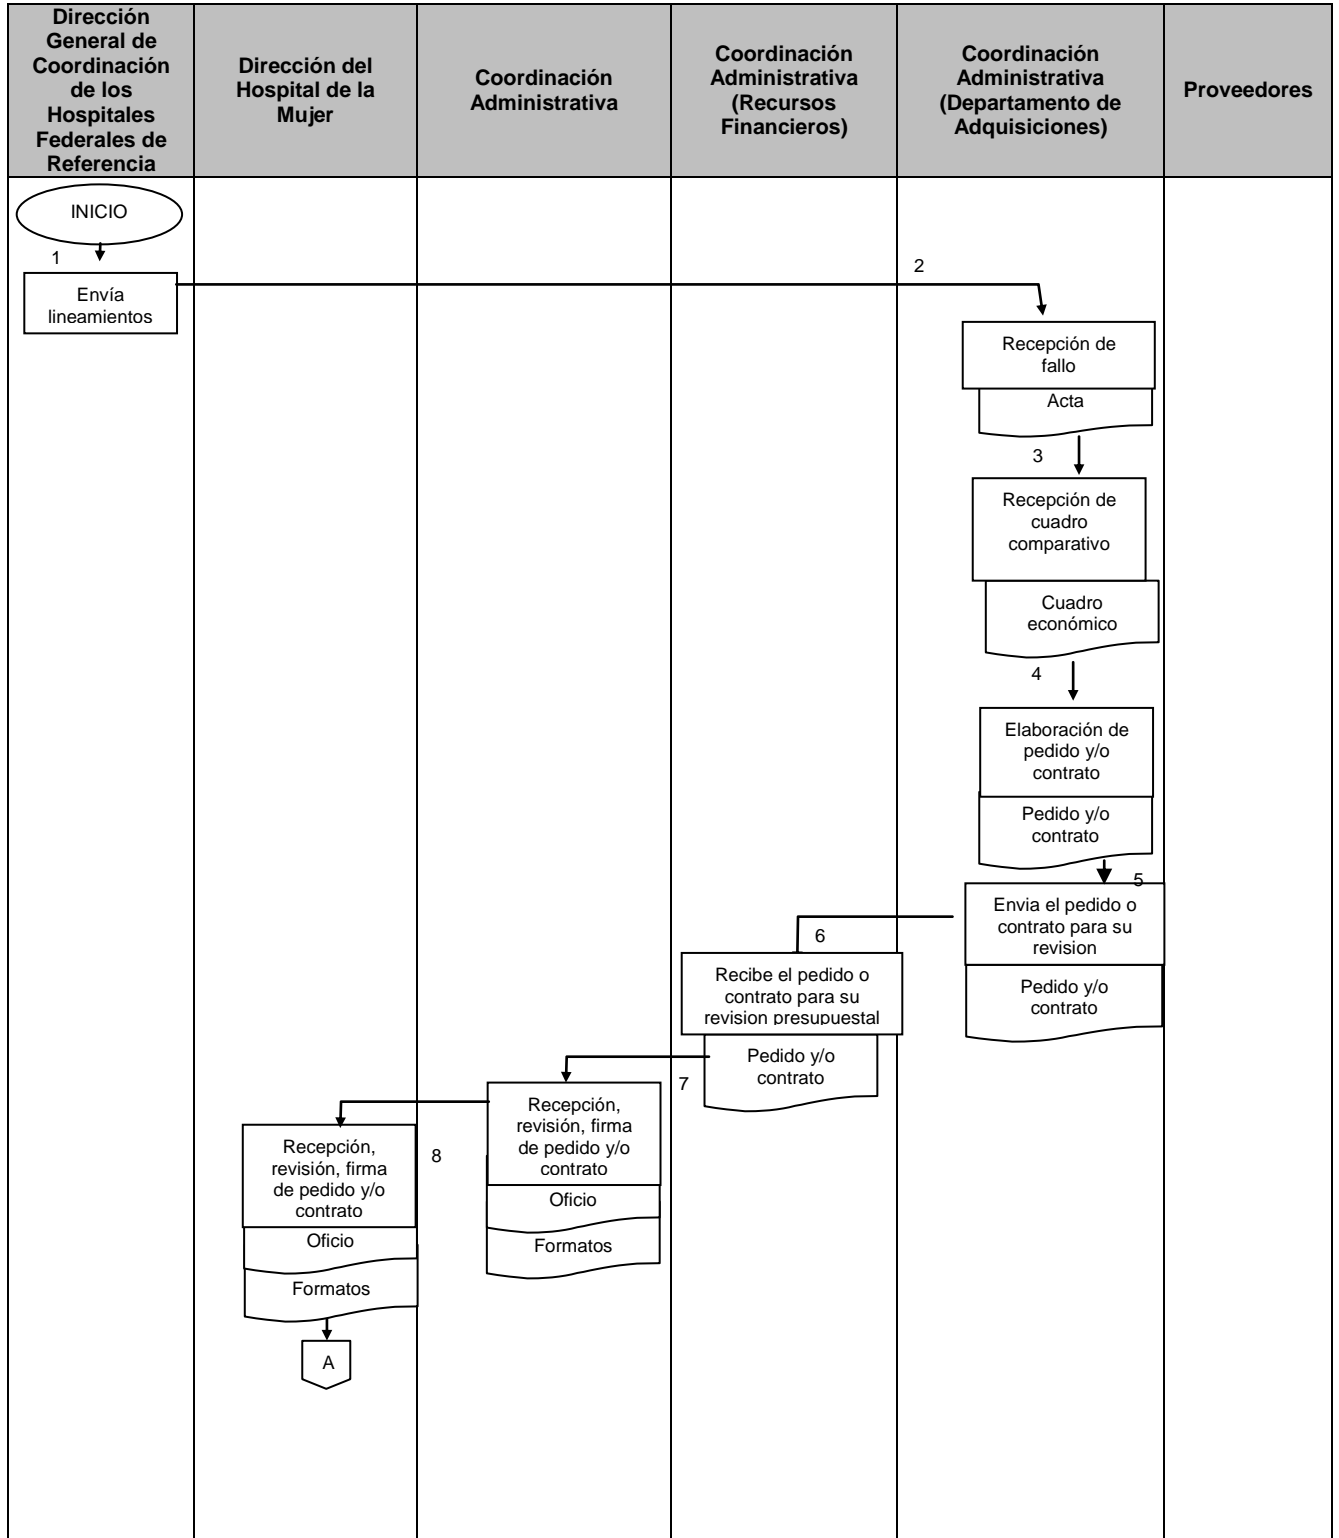 Dirección
General de
Coordinación
de los
Hospitales
Federales de
Referencia
Dirección del
Hospital de la
Mujer
Coordinación
Administrativa
Coordinación
Administrativa
(Recursos
Financieros)
Coordinación
Administrativa
(Departamento de
Adquisiciones)
Proveedores
INICIO
1
Envía
lineamientos
2
Recepción de
fallo
Acta
3
Recepción de
cuadro
comparativo
Cuadro
económico
4
Elaboración de
pedido y/o
contrato
Pedido y/o
contrato
5
Envia el pedido o
contrato para su
revision
Pedido y/o
contrato
6
Recibe el pedido o
contrato para su
revision presupuestal
Pedido y/o
contrato
7
Recepción,
revisión, firma
de pedido y/o
contrato
Oficio
Formatos
8
Recepción,
revisión, firma
de pedido y/o
contrato
Oficio
Formatos
A